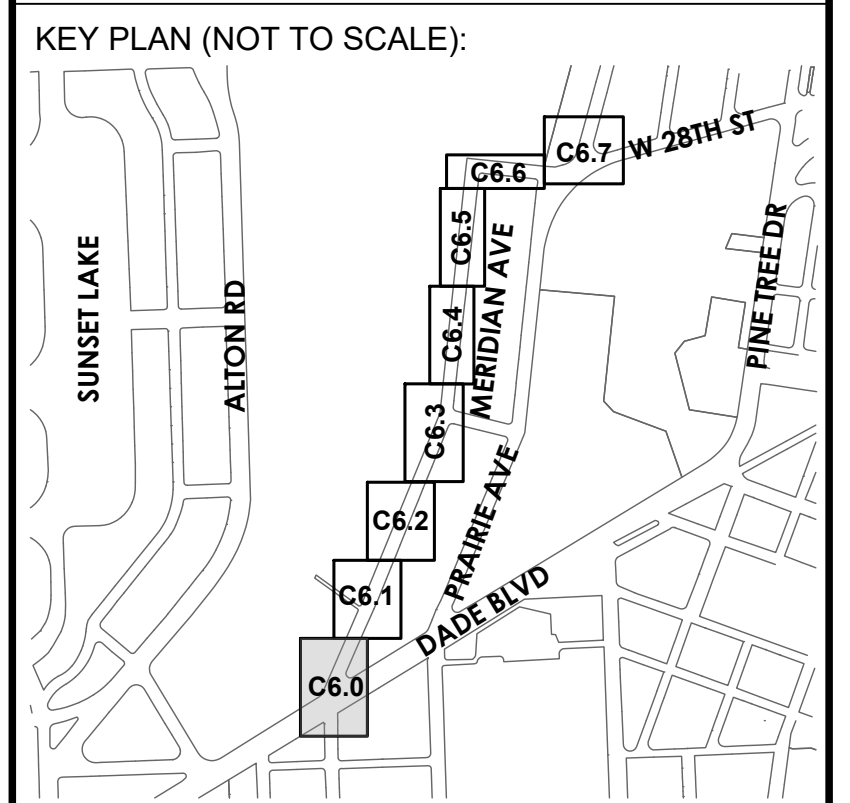 KEY PLAN (NOT TO SCALE):
C6.7
W 28TH ST
C6.6
C6.5
MERIDIAN AVE
PINE TREE DR
SUNSET LAKE
ALTON RD
C6.4
C6.3
C6.2
PRAIRIE AVE
C6.1
DADE BLVD
C6.0